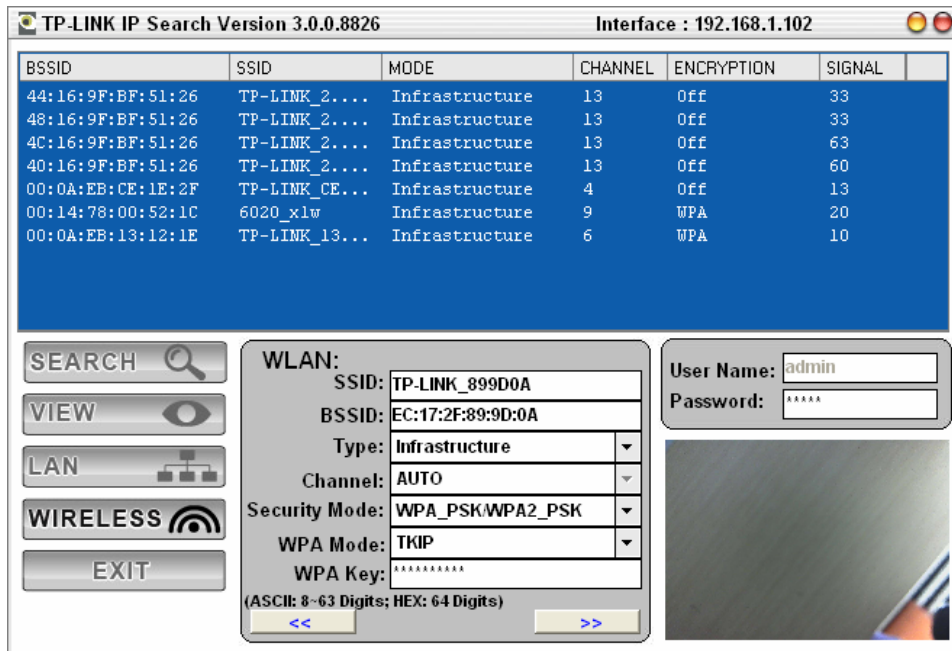 TP-LINK IP Search Version 3.0.0.8826 Interface : 192.168.1.102
BSSID SSID MODE CHANNEL ENCRYPTION SIGNAL
44:16:9F:BF:51:26 TP-LINK_2.... Infrastructure 13 Off 33
48:16:9F:BF:51:26 TP-LINK_2.... Infrastructure 13 Off 33
4C:16:9F:BF:51:26 TP-LINK_2.... Infrastructure 13 Off 63
40:16:9F:BF:51:26 TP-LINK_2.... Infrastructure 13 Off 60
00:0A:EB:CE:1E:2F TP-LINK_CE... Infrastructure 4 Off 13
00:14:78:00:52:1C 6020_xlw Infrastructure 9 WPA 20
00:0A:EB:13:12:1E TP-LINK_13... Infrastructure 6 WPA 10
SEARCH
VIEW
LAN
WIRELESS
EXIT
WLAN:
SSID: TP-LINK_899D0A
BSSID: EC:17:2F:89:9D:0A
Type: Infrastructure
Channel: AUTO
Security Mode: WPA_PSK/WPA2_PSK
WPA Mode: TKIP
WPA Key: **********
(ASCII: 8~63 Digits; HEX: 64 Digits)
<< >>
User Name: admin
Password: *****